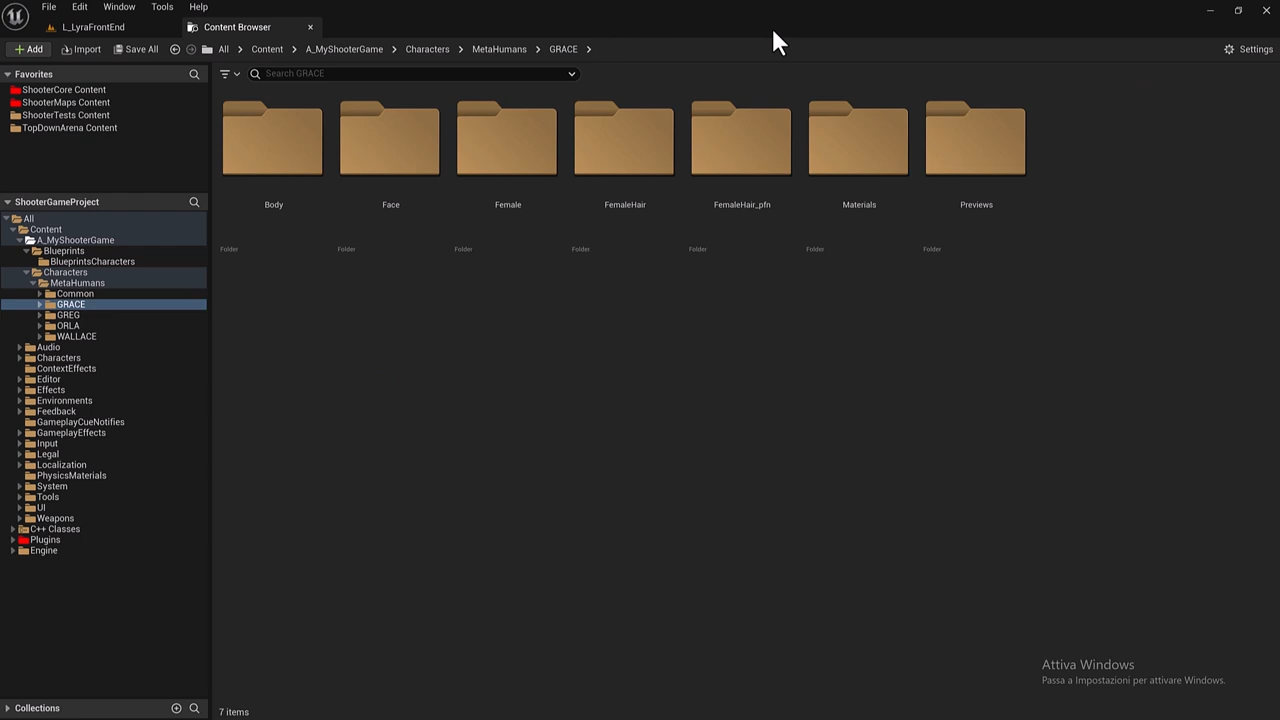 File Edit Window Tools Help
L_LyraFrontEnd Content Browser
Add Import Save All All Content A_MyShooterGame Characters MetaHumans GRACE Settings
Favorites
Search GRACE
ShooterCore Content
ShooterMaps Content
ShooterTests Content
TopDownArena Content
ShooterGameProject
All
Content
A_MyShooterGame
Blueprints
BlueprintsCharacters
Characters
MetaHumans
Common
GRACE
GREG
ORLA
WALLACE
Audio
Characters
ContextEffects
Editor
Effects
Environments
Feedback
GameplayCueNotifies
GameplayEffects
Input
Legal
Localization
PhysicsMaterials
System
Tools
UI
Weapons
C++ Classes
Plugins
Engine
Collections
Body Face Female FemaleHair FemaleHair_pfn Materials Previews
Folder Folder Folder Folder Folder Folder Folder
Attiva Windows
Passa a Impostazioni per attivare Windows.
7 items